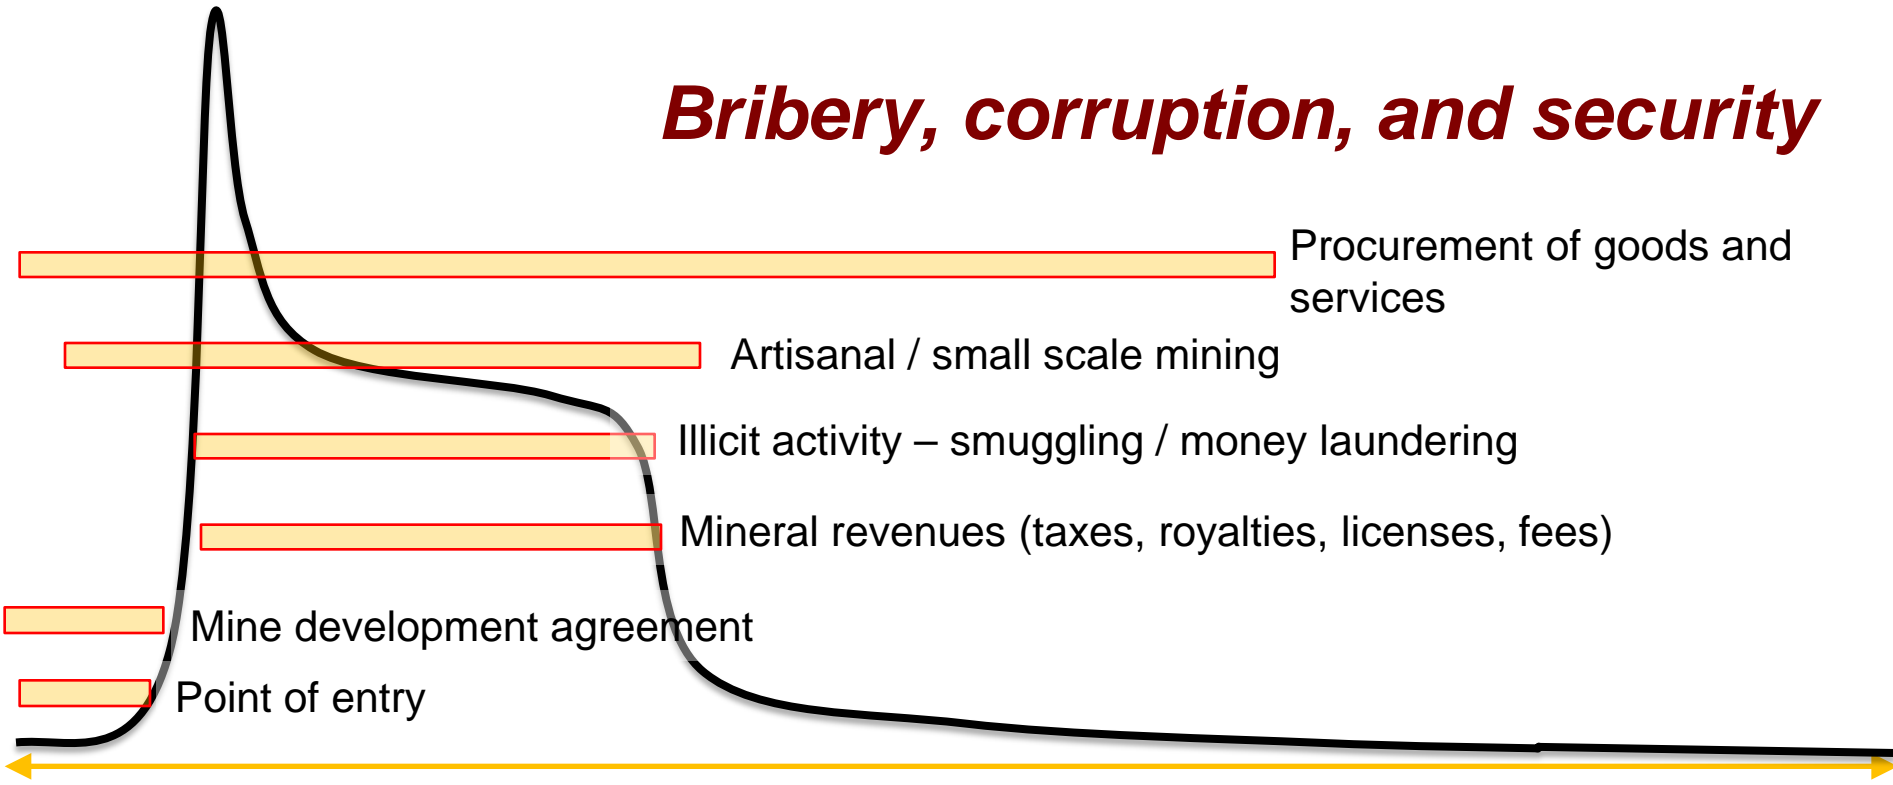 Bribery, corruption, and security
Procurement of goods and
services
Artisanal / small scale mining
Illicit activity – smuggling / money laundering
Mineral revenues (taxes, royalties, licenses, fees)
Mine development agreement
Point of entry